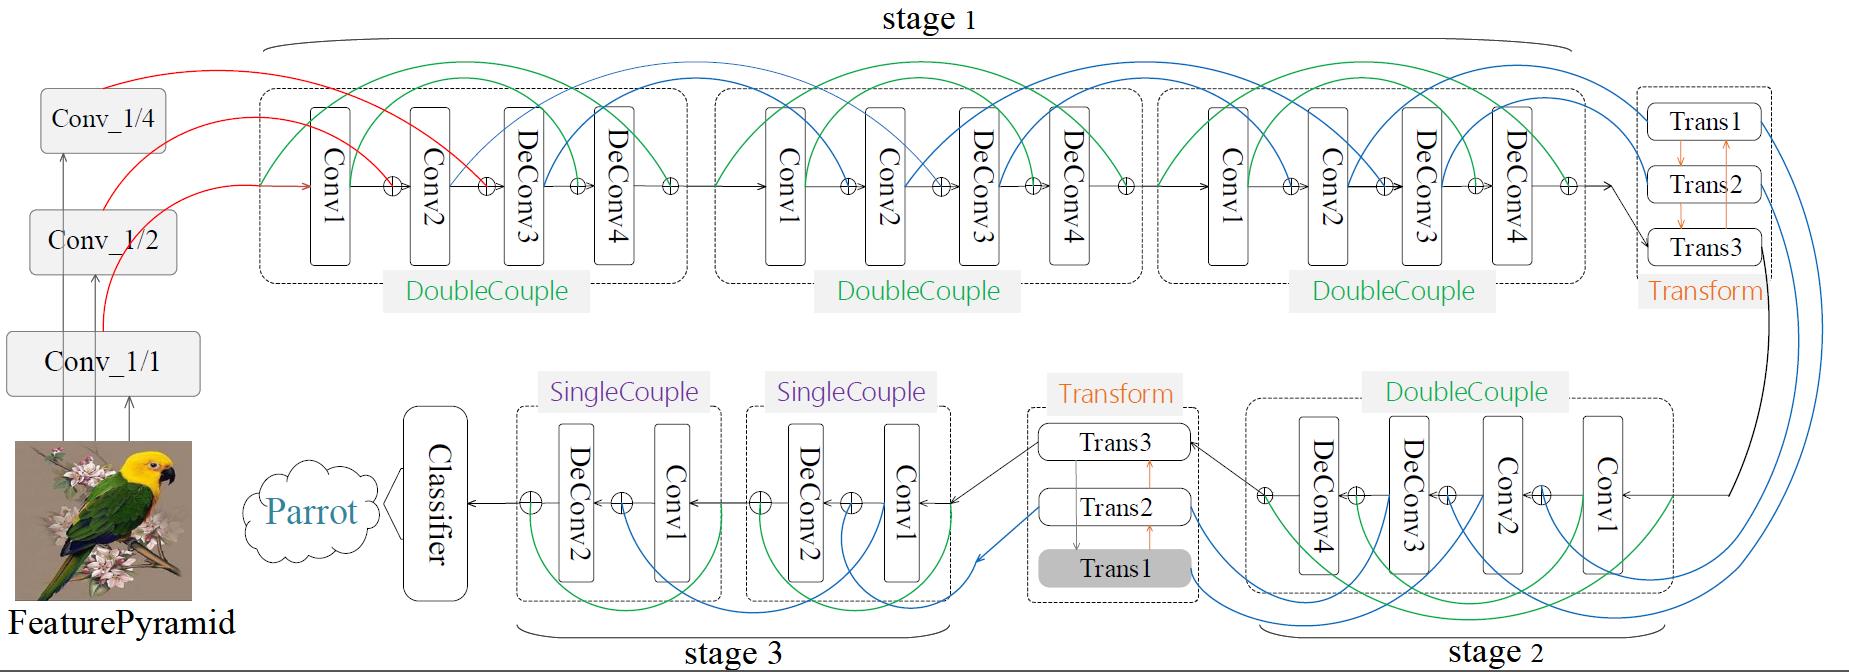 stage 1
Conv_1/4
Conv_1/2
Conv_1/1
FeaturePyramid
Conv1
Conv2
DeConv3
DeConv4
DoubleCouple
Conv1
Conv2
DeConv3
DeConv4
DoubleCouple
Conv1
Conv2
DeConv3
DeConv4
DoubleCouple
Trans1
Trans2
Trans3
Transform
DoubleCouple
Conv1
Conv2
DeConv3
DeConv4
stage 2
Transform
Trans3
Trans2
Trans1
SingleCouple
Conv1
DeConv2
SingleCouple
Conv1
DeConv2
stage 3
Classifier
Parrot